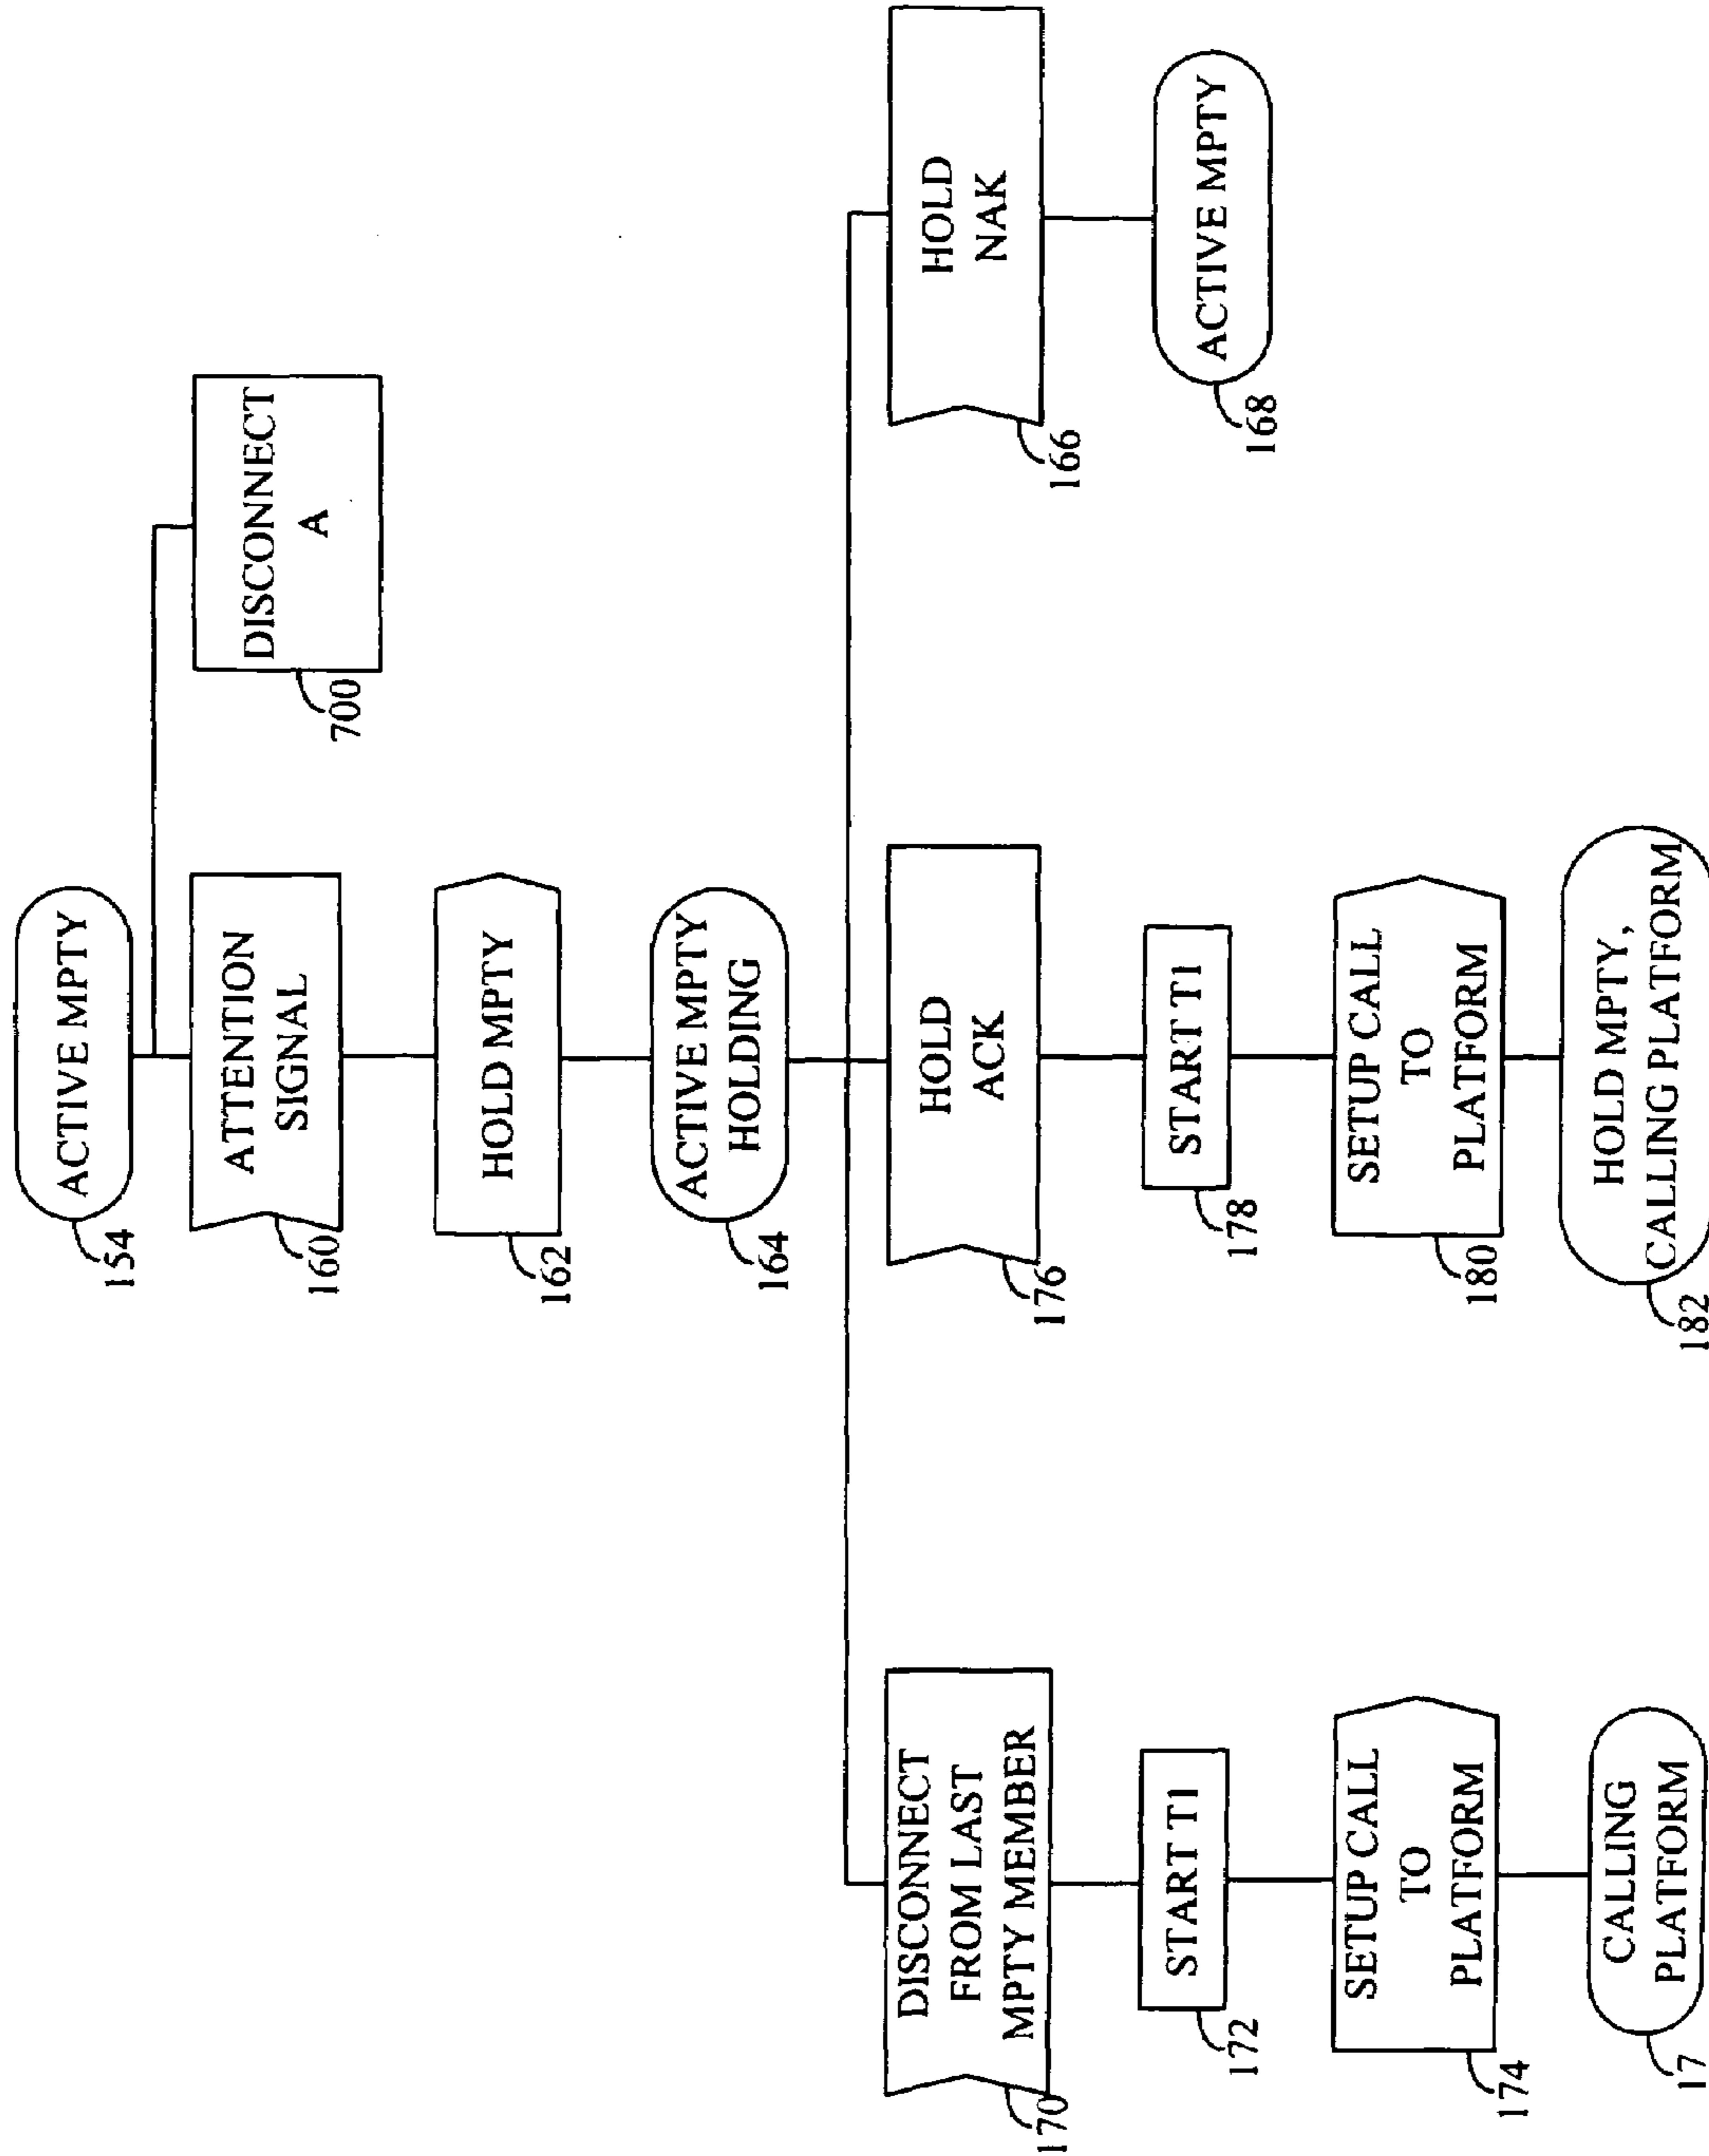 ACTIVE MPTY
154
ATTENTION
SIGNAL
160
DISCONNECT
A
700
HOLD MPTY
162
ACTIVE MPTY
HOLDING
164
DISCONNECT
FROM LAST
MPTY MEMBER
170
START T1
172
SETUP CALL
TO
PLATFORM
174
CALLING
PLATFORM
17
HOLD
ACK
176
START T1
178
SETUP CALL
TO
PLATFORM
180
HOLD MPTY,
CALLING PLATFORM
182
HOLD
NAK
166
ACTIVE MPTY
168